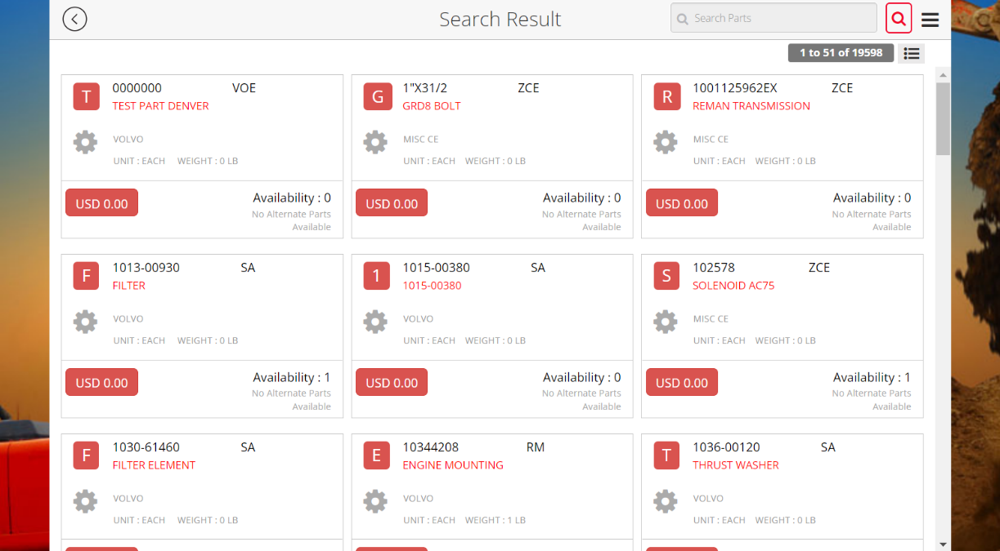 Search Result
Search Parts
1 to 51 of 19598
T 0000000 VOE
TEST PART DENVER
VOLVO
UNIT : EACH WEIGHT : 0 LB
USD 0.00
Availability : 0
No Alternate Parts
Available
G 1"X31/2 ZCE
GRD8 BOLT
MISC CE
UNIT : EACH WEIGHT : 0 LB
USD 0.00
Availability : 0
No Alternate Parts
Available
R 1001125962EX ZCE
REMAN TRANSMISSION
MISC CE
UNIT : EACH WEIGHT : 0 LB
USD 0.00
Availability : 0
No Alternate Parts
Available
F 1013-00930 SA
FILTER
VOLVO
UNIT : EACH WEIGHT : 0 LB
USD 0.00
Availability : 1
No Alternate Parts
Available
1 1015-00380 SA
1015-00380
VOLVO
UNIT : EACH WEIGHT : 0 LB
USD 0.00
Availability : 0
No Alternate Parts
Available
S 102578 ZCE
SOLENOID AC75
MISC CE
UNIT : EACH WEIGHT : 0 LB
USD 0.00
Availability : 1
No Alternate Parts
Available
F 1030-61460 SA
FILTER ELEMENT
VOLVO
UNIT : EACH WEIGHT : 0 LB
E 10344208 RM
ENGINE MOUNTING
VOLVO
UNIT : EACH WEIGHT : 1 LB
T 1036-00120 SA
THRUST WASHER
VOLVO
UNIT : EACH WEIGHT : 0 LB